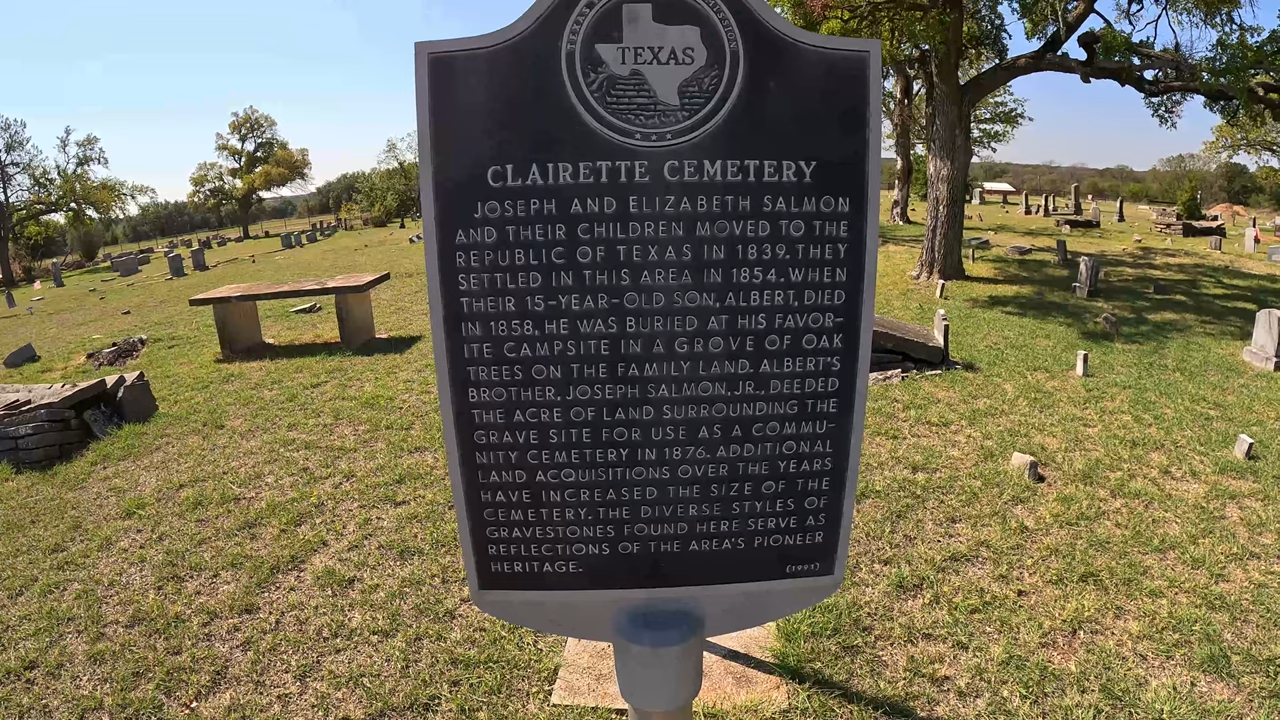 TEXAS
CLAIRETTE CEMETERY
JOSEPH AND ELIZABETH SALMON
AND THEIR CHILDREN MOVED TO THE
REPUBLIC OF TEXAS IN 1839. THEY
SETTLED IN THIS AREA IN 1854. WHEN
THEIR 15-YEAR-OLD SON, ALBERT, DIED
IN 1858, HE WAS BURIED AT HIS FAVOR-
ITE CAMPSITE IN A GROVE OF OAK
TREES ON THE FAMILY LAND. ALBERT'S
BROTHER, JOSEPH SALMON, JR., DEEDED
THE ACRE OF LAND SURROUNDING THE
GRAVE SITE FOR USE AS A COMMU-
NITY CEMETERY IN 1876. ADDITIONAL
LAND ACQUISITIONS OVER THE YEARS
HAVE INCREASED THE SIZE OF THE
CEMETERY. THE DIVERSE STYLES OF
GRAVESTONES FOUND HERE SERVE AS
REFLECTIONS OF THE AREA'S PIONEER
HERITAGE.
(1991)